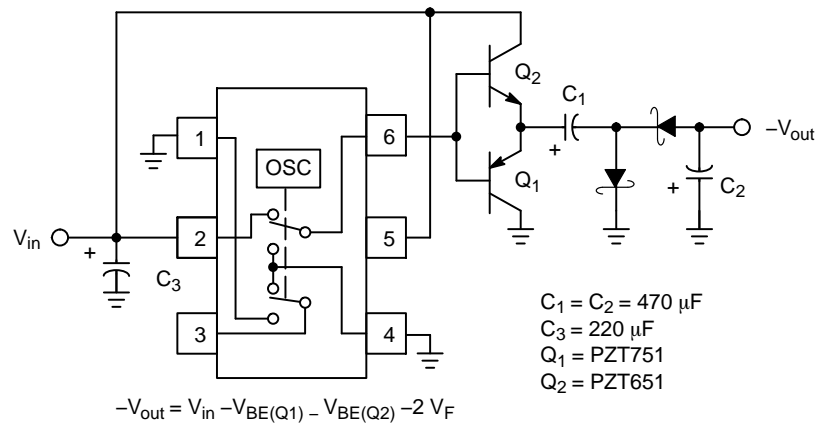 Q2
C1
1
6
–Vout
+
OSC
Q1
+
C2
Vin
2
5
+
C3
3
4
C1 = C2 = 470 μF
C3 = 220 μF
Q1 = PZT751
Q2 = PZT651
–Vout = Vin –VBE(Q1) – VBE(Q2) –2 VF